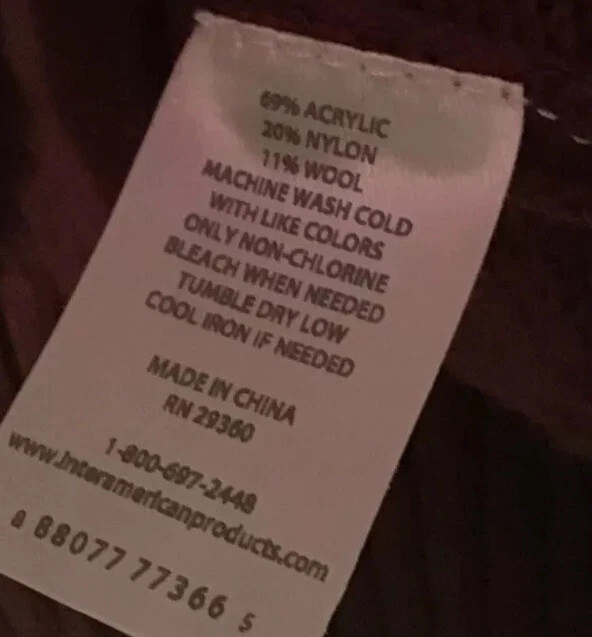 69% ACRYLIC
20% NYLON
11% WOOL
MACHINE WASH COLD
WITH LIKE COLORS
ONLY NON-CHLORINE
BLEACH WHEN NEEDED
TUMBLE DRY LOW
COOL IRON IF NEEDED
MADE IN CHINA
RN 29360
1-800-697-2448
www.interamericanproducts.com
8 88077 77366 5